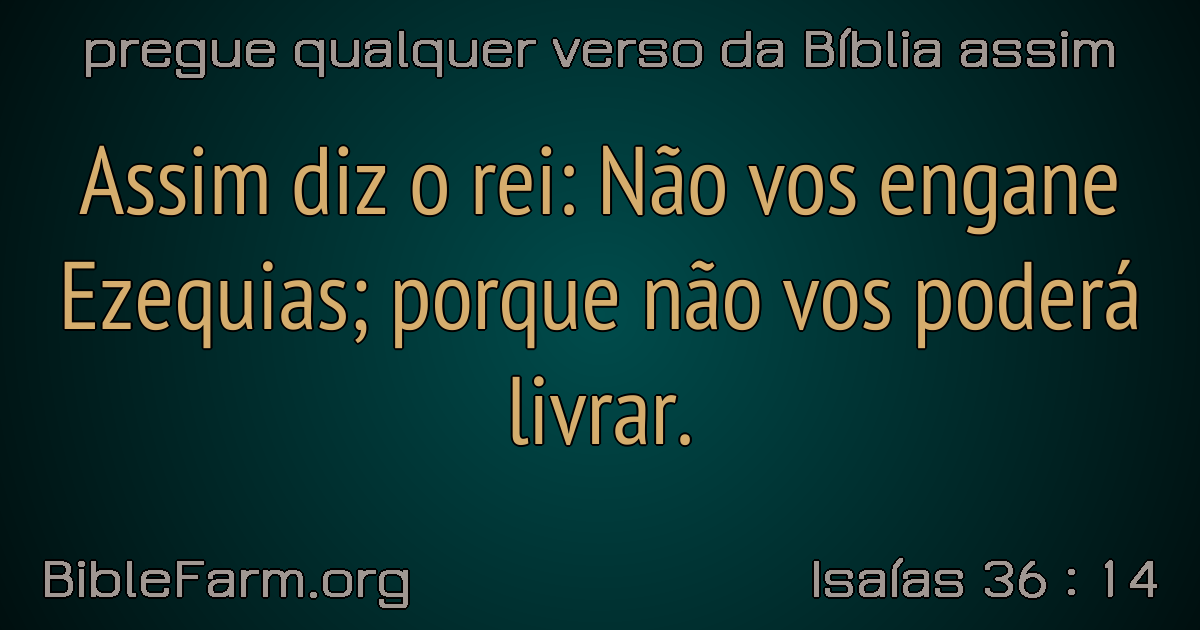 pregue qualquer verso da Bíblia assim
Assim diz o rei: Não vos engane
Ezequias; porque não vos poderá
livrar.
BibleFarm.org
Isaías 36 : 14